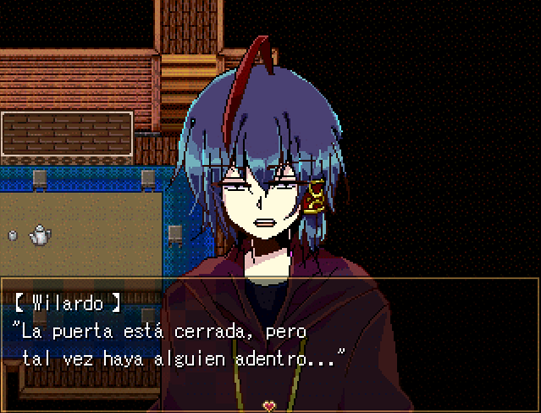 【 Wilardo 】
"La puerta está cerrada, pero
tal vez haya alguien adentro..."